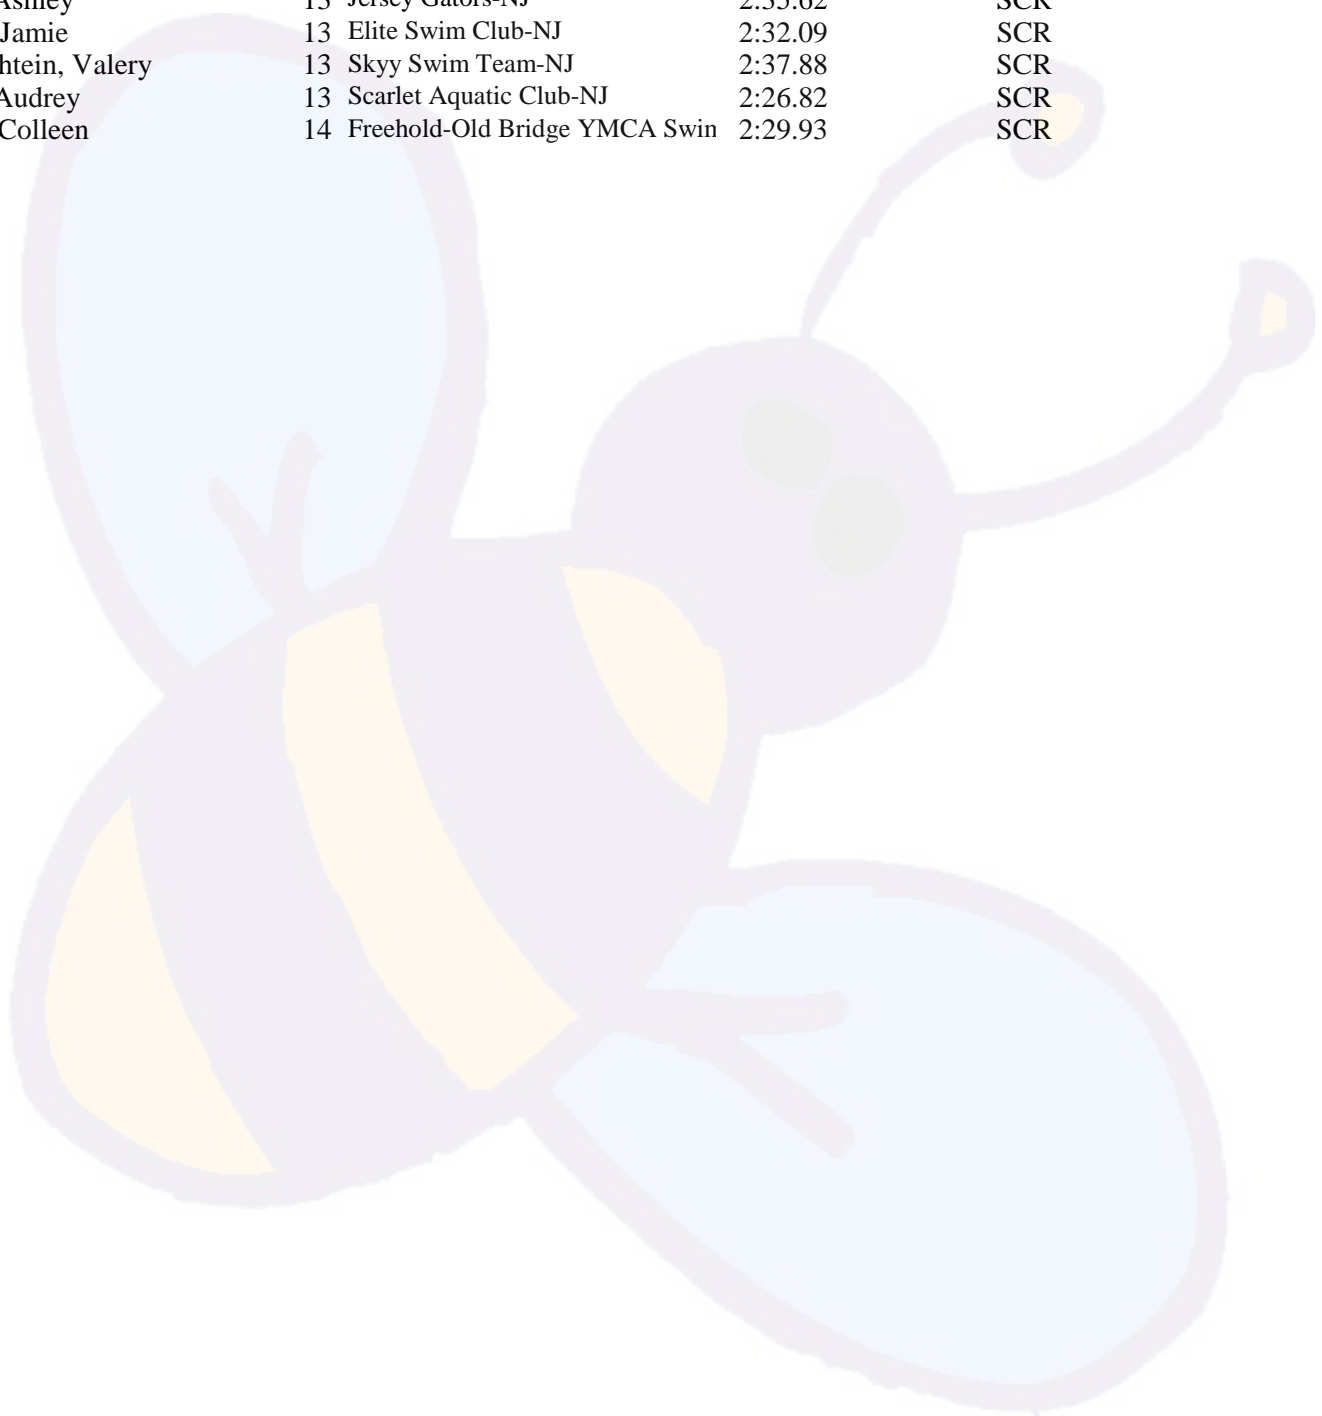 Ashley 13 Jersey Gators-NJ 2:35.62 SCR
Jamie 13 Elite Swim Club-NJ 2:32.09 SCR
htein, Valery 13 Skyy Swim Team-NJ 2:37.88 SCR
Audrey 13 Scarlet Aquatic Club-NJ 2:26.82 SCR
Colleen 14 Freehold-Old Bridge YMCA Swin 2:29.93 SCR